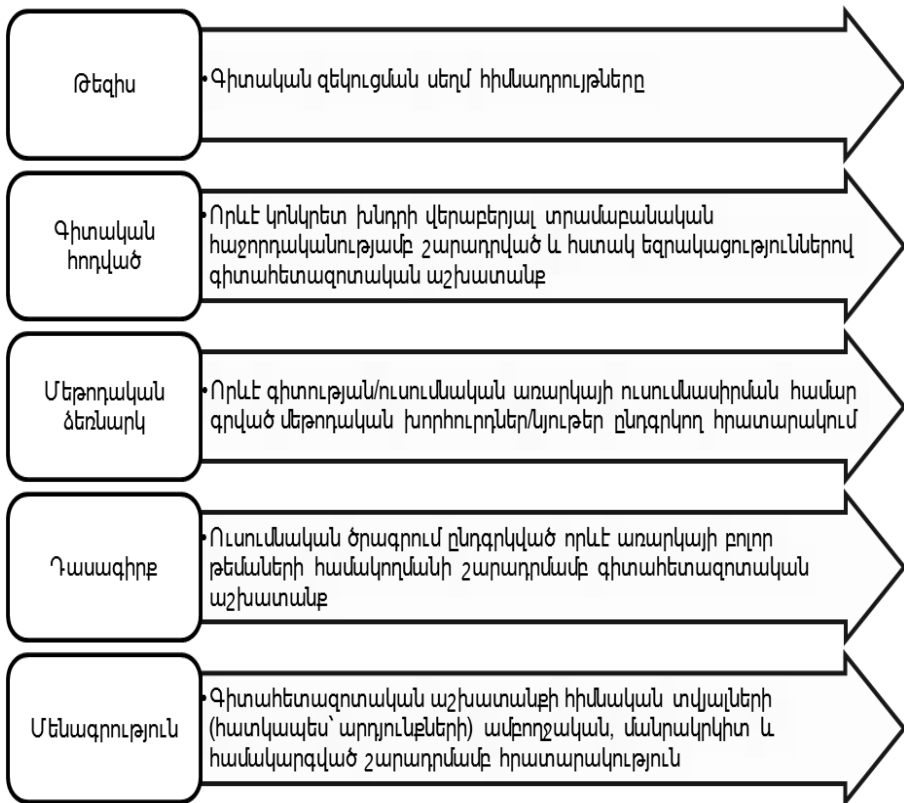 Թեզիս
•Գիտական զեկուցման սեղմ հիմնադրույթները
Գիտական
հոդված
•Որևէ կոնկրետ խնդրի վերաբերյալ տրամաբանական
հաջորդականությամբ շարադրված և հստակ եզրակացություններով
գիտահետազոտական աշխատանք
Մեթոդական
ձեռնարկ
•Որևէ գիտության/ուսումնական առարկայի ուսումնասիրման համար
գրված մեթոդական խորհուրդներ/նյութեր ընդգրկող հրատարակում
Դասագիրք
•Ուսումնական ծրագրում ընդգրկված որևէ առարկայի բոլոր
թեմաների համակողմանի շարադրմամբ գիտահետազոտական
աշխատանք
Մենագրություն
•Գիտահետազոտական աշխատանքի հիմնական տվյալների
(հատկապես՝ արդյունքների) ամբողջական, մանրակրկիտ և
համակարգված շարադրմամբ հրատարակություն